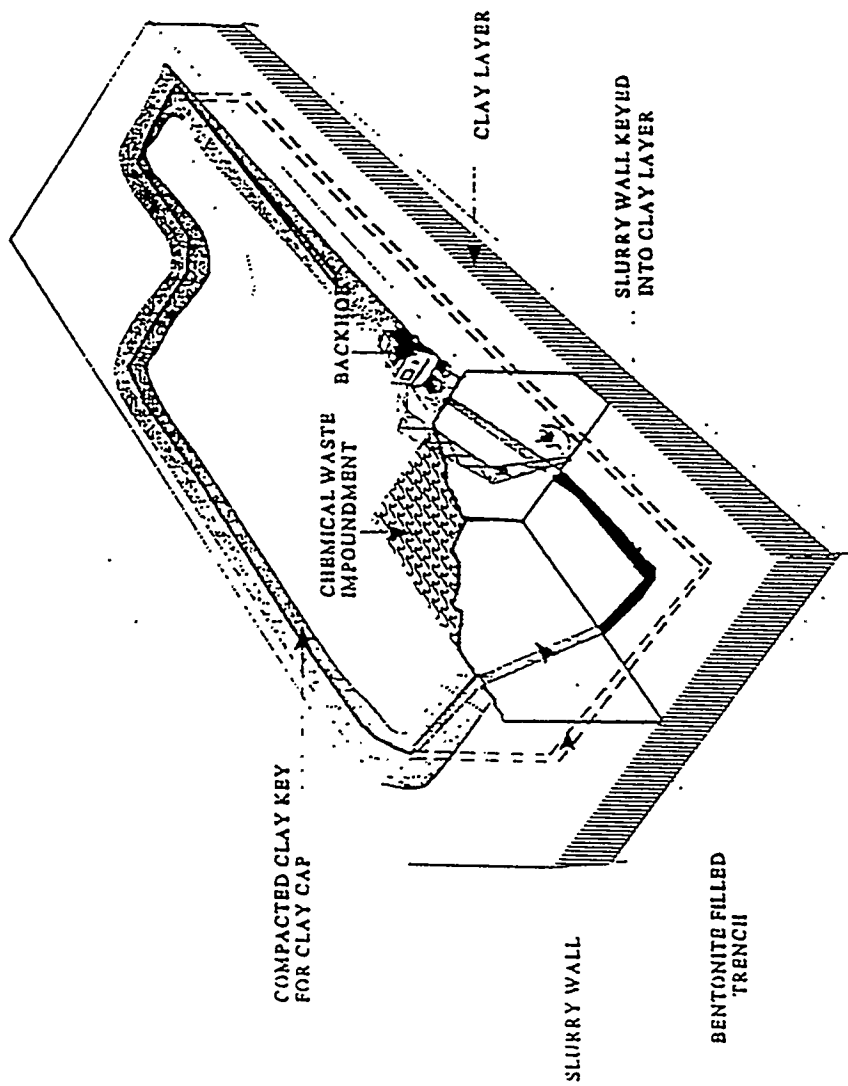 COMPACTED CLAY KEY
FOR CLAY CAP
CHEMICAL WASTE
IMPOUNDMENT
BACKHOE
CLAY LAYER
SLURRY WALL KEYED
INTO CLAY LAYER
SLURRY WALL
BENTONITE FILLED
TRENCH